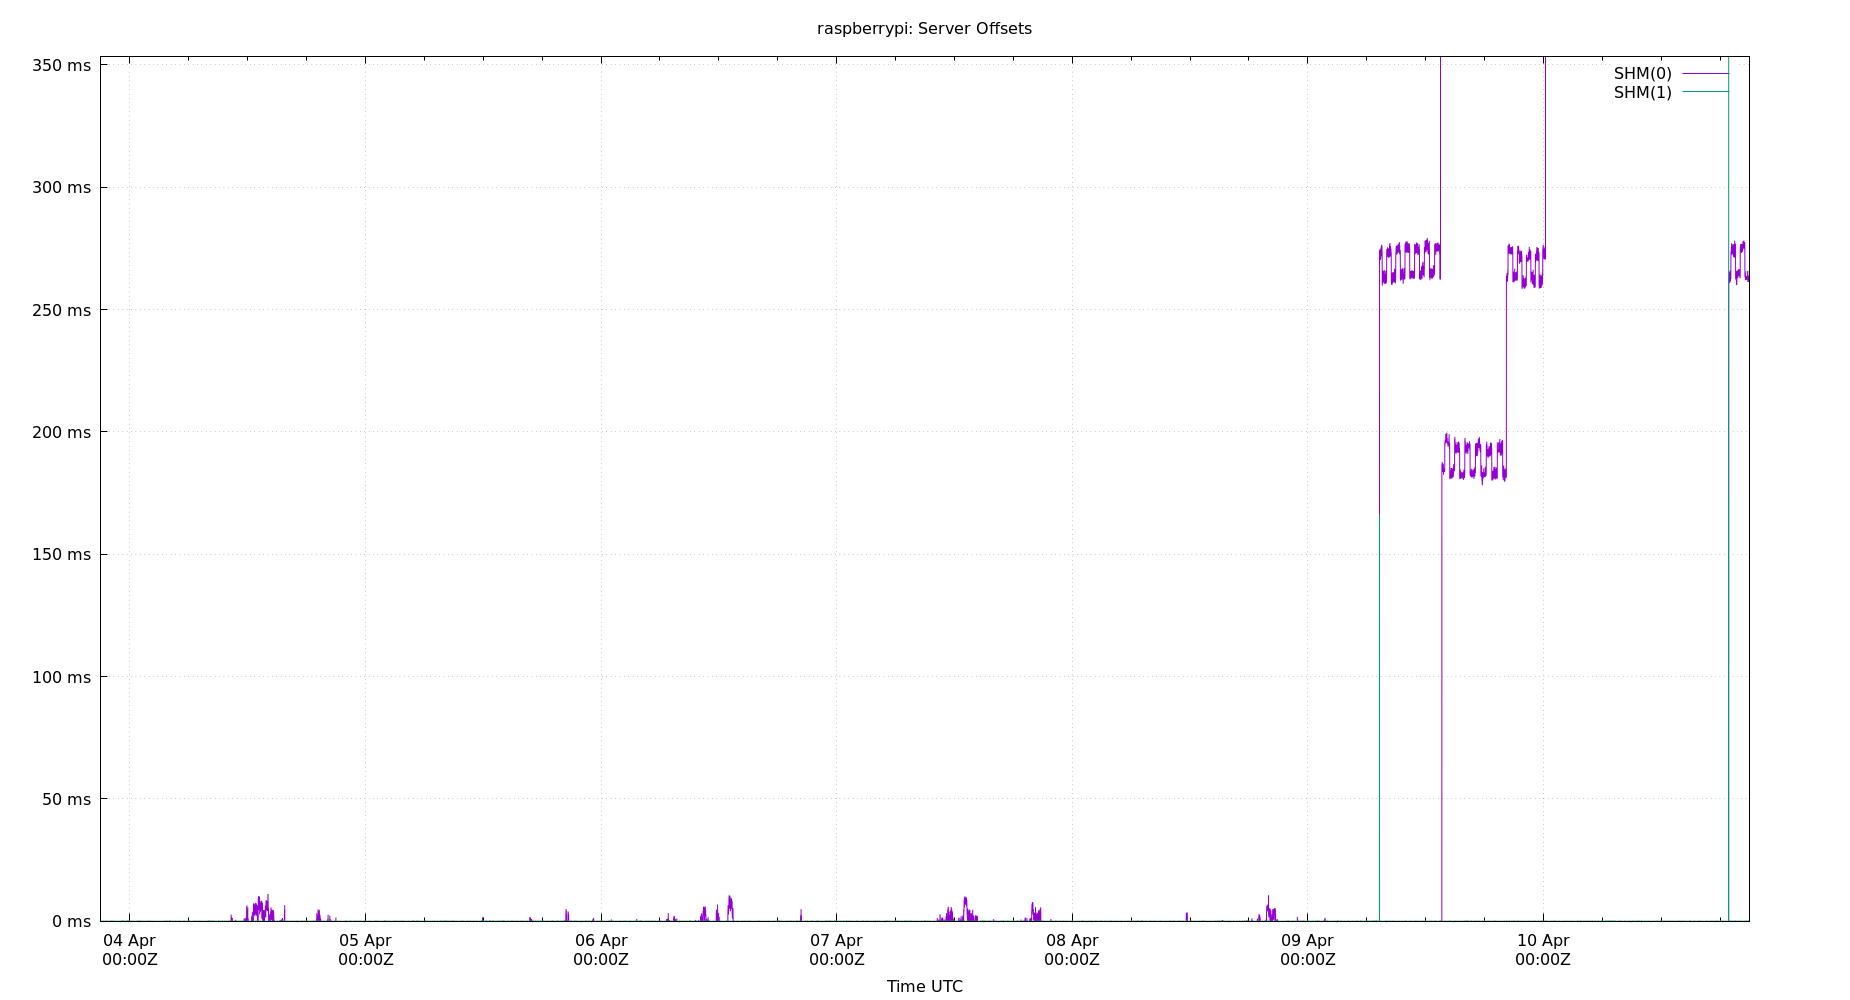 raspberrypi: Server Offsets
350 ms
300 ms
250 ms
200 ms
150 ms
100 ms
50 ms
0 ms
SHM(0)
SHM(1)
04 Apr 05 Apr 06 Apr 07 Apr 08 Apr 09 Apr 10 Apr
00:00Z 00:00Z 00:00Z 00:00Z 00:00Z 00:00Z 00:00Z
Time UTC